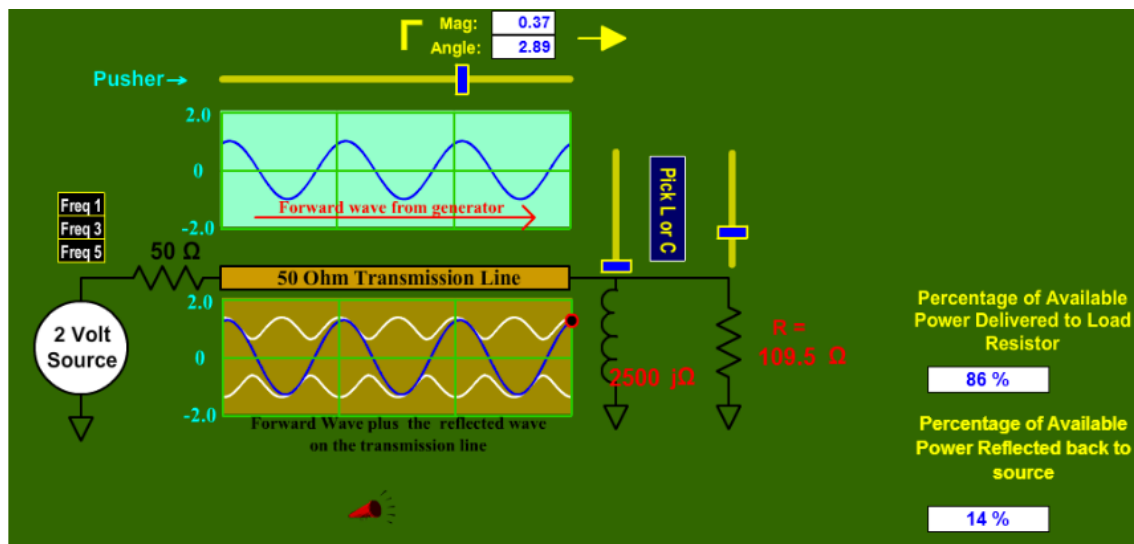 Mag: 0.37
Angle: 2.89
Pusher→
2.0
0
-2.0
Forward wave from generator
Pick L or C
Freq 1
Freq 3
Freq 5
50 Ω
50 Ohm Transmission Line
2 Volt
Source
2.0
0
-2.0
R =
109.5 Ω
2500 jΩ
Forward Wave plus the reflected wave
on the transmission line
Percentage of Available
Power Delivered to Load
Resistor
86 %
Percentage of Available
Power Reflected back to
source
14 %